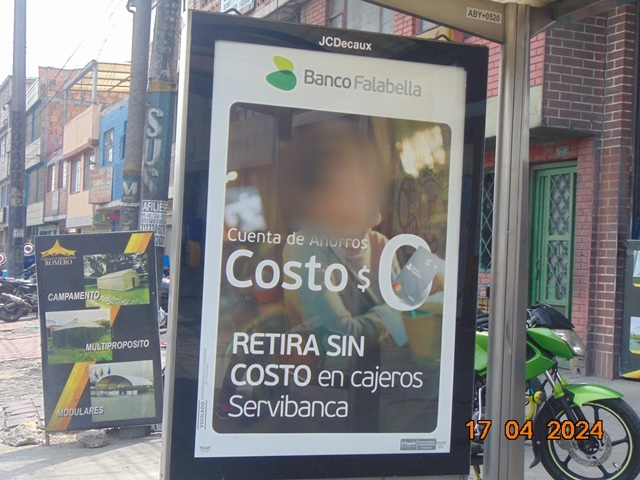 ABY+0520
JCDecaux
Banco Falabella
Cuenta de Ahorros
Costo $0
RETIRA SIN
COSTO en cajeros
Servibanca
VIGILADO
ROMERO
CAMPAMENTO
MULTIPROPOSITO
MODULARES
17 04 2024